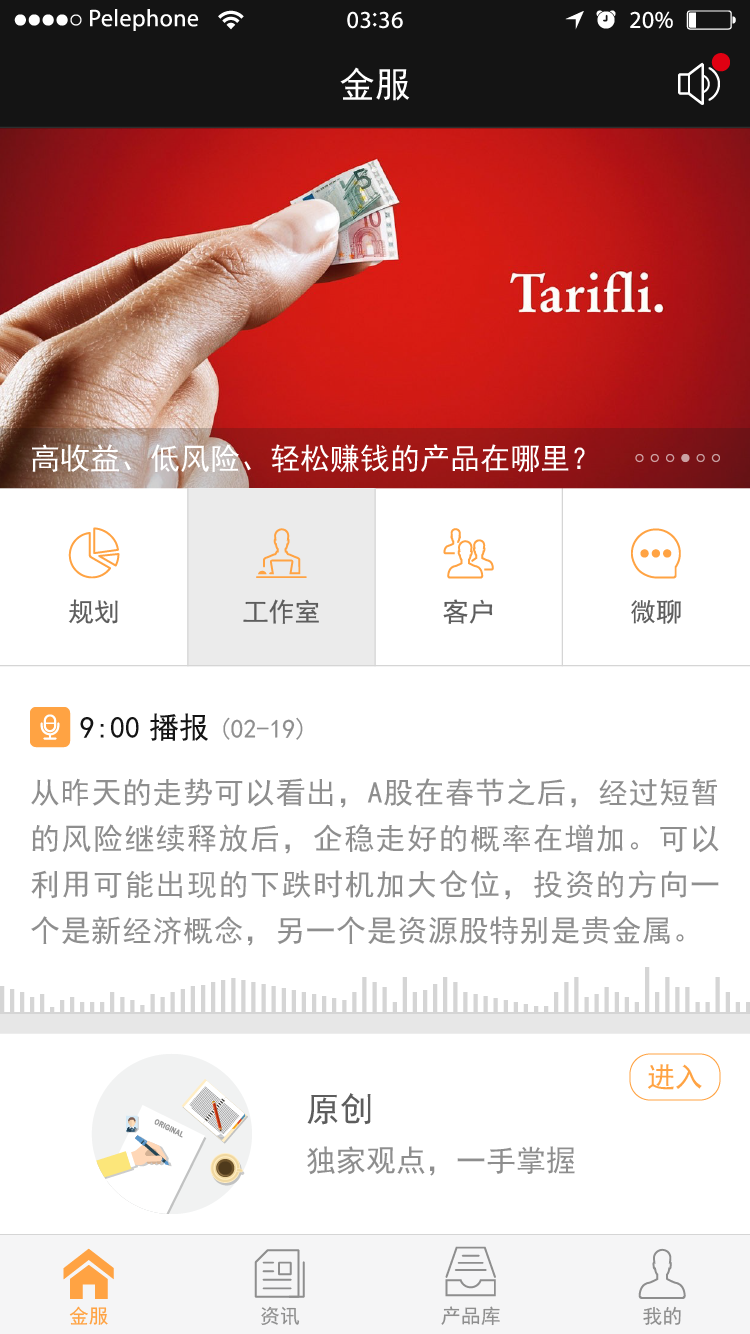 Pelephone 03:36 20%
金服
Tarifli.
高收益、低风险、轻松赚钱的产品在哪里?
规划 工作室 客户 微聊
9:00 播报 (02-19)
从昨天的走势可以看出，A股在春节之后，经过短暂
的风险继续释放后，企稳走好的概率在增加。可以
利用可能出现的下跌时机加大仓位，投资的方向一
个是新经济概念，另一个是资源股特别是贵金属。
进入
原创
ORIGINAL
独家观点，一手掌握
金服 资讯 产品库 我的